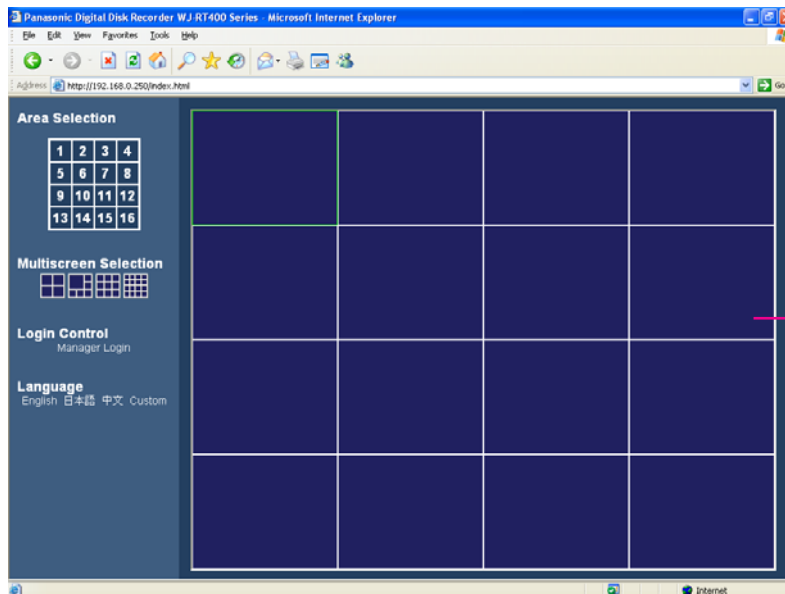 Panasonic Digital Disk Recorder WJ-RT400 Series - Microsoft Internet Explorer
File Edit View Favorites Tools Help
Address http://192.168.0.250/index.html Go
Area Selection
1 2 3 4
5 6 7 8
9 10 11 12
13 14 15 16
Multiscreen Selection
Login Control
Manager Login
Language
English 日本語 中文 Custom
Internet